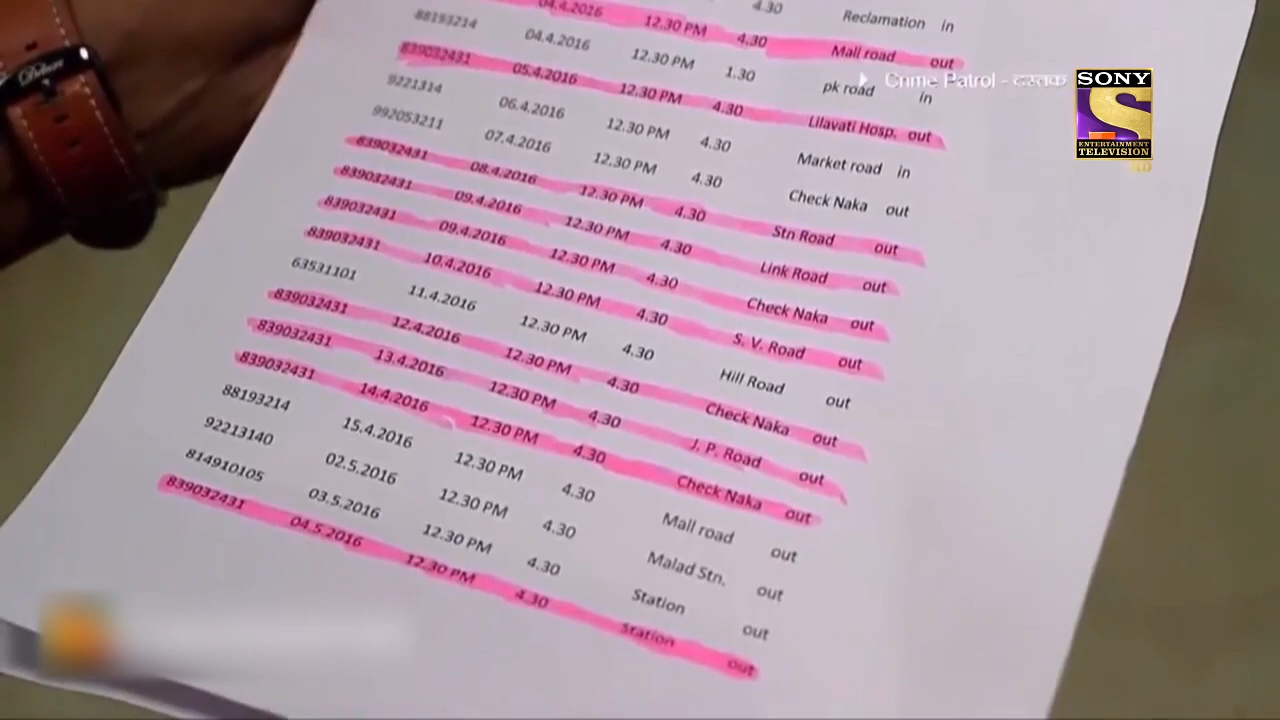 4.30 Reclamation in
04.4.2016 12.30 PM 4.30 Mall road out
88193214 04.4.2016 12.30 PM 1.30 pk road in
839032431 05.4.2016 12.30 PM 4.30 Lilavati Hosp. out
9221314 06.4.2016 12.30 PM 4.30 Market road in
992053211 07.4.2016 12.30 PM 4.30 Check Naka out
839032431 08.4.2016 12.30 PM 4.30 Stn Road out
839032431 09.4.2016 12.30 PM 4.30 Link Road out
839032431 09.4.2016 12.30 PM 4.30 Check Naka out
839032431 10.4.2016 12.30 PM 4.30 S. V. Road out
63531101 11.4.2016 12.30 PM 4.30 Hill Road out
839032431 12.4.2016 12.30 PM 4.30 Check Naka out
839032431 13.4.2016 12.30 PM 4.30 J. P. Road out
839032431 14.4.2016 12.30 PM 4.30 Check Naka out
88193214 15.4.2016 12.30 PM 4.30 Mall road out
92213140 02.5.2016 12.30 PM 4.30 Malad Stn. out
814910105 03.5.2016 12.30 PM 4.30 Station out
839032431 04.5.2016 12.30 PM 4.30 Station out
Crime Patrol - दस्तक
SONY
ENTERTAINMENT
TELEVISION